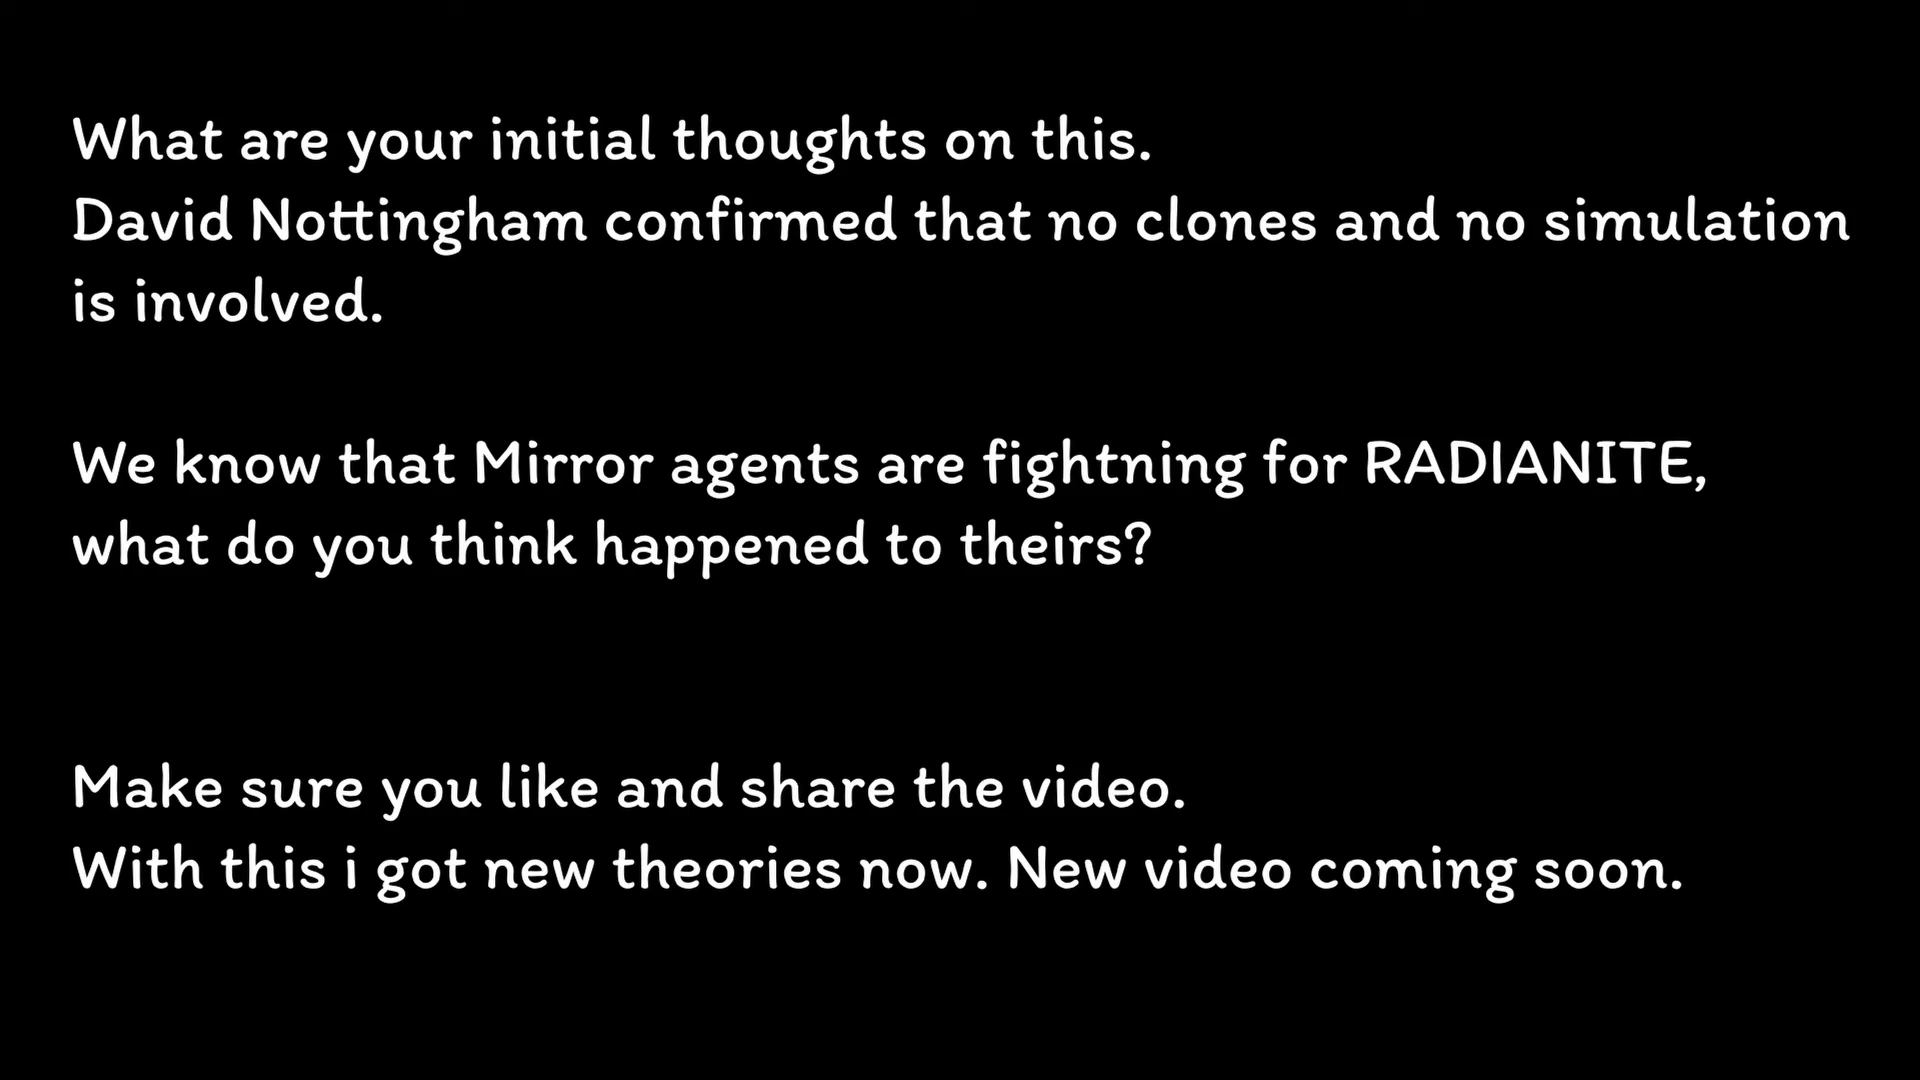 What are your initial thoughts on this.
David Nottingham confirmed that no clones and no simulation
is involved.
We know that Mirror agents are fightning for RADIANITE,
what do you think happened to theirs?
Make sure you like and share the video.
With this i got new theories now. New video coming soon.